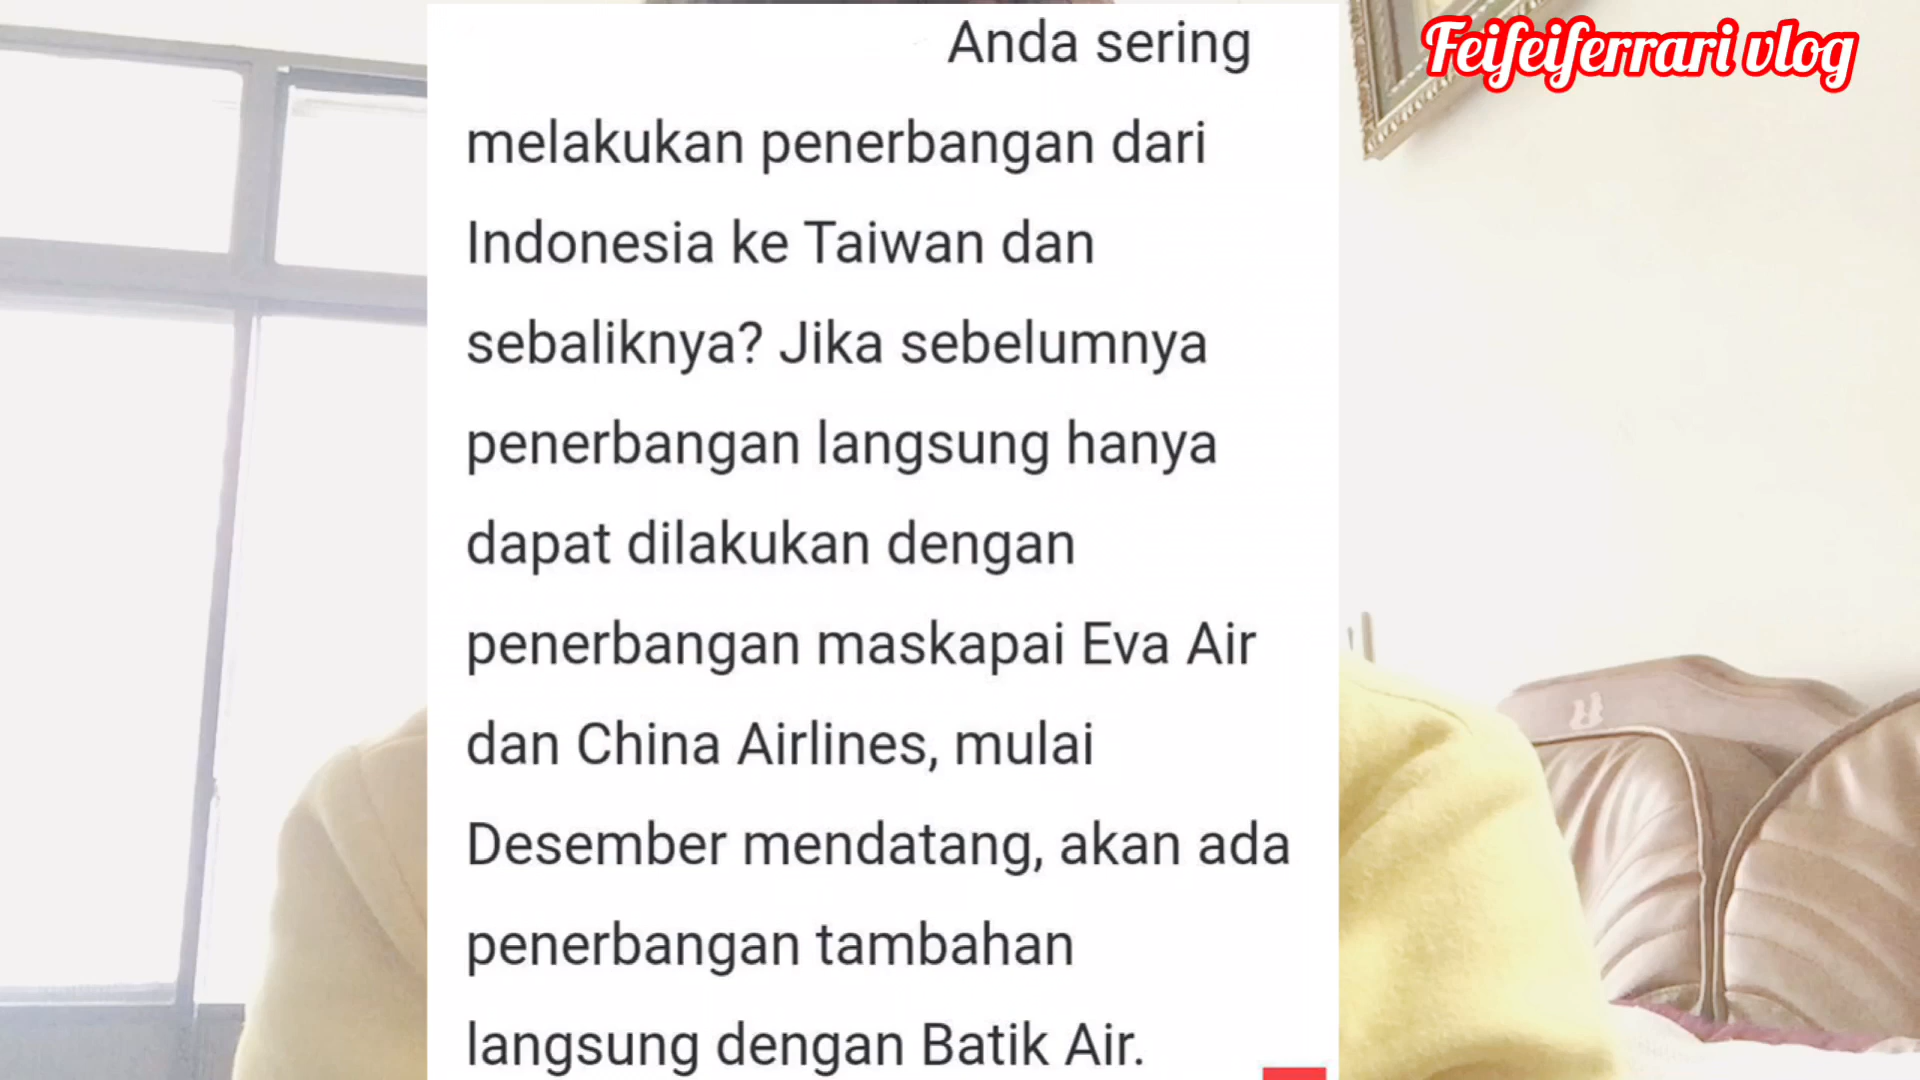 Feifeiferrari vlog
Anda sering
melakukan penerbangan dari
Indonesia ke Taiwan dan
sebaliknya? Jika sebelumnya
penerbangan langsung hanya
dapat dilakukan dengan
penerbangan maskapai Eva Air
dan China Airlines, mulai
Desember mendatang, akan ada
penerbangan tambahan
langsung dengan Batik Air.